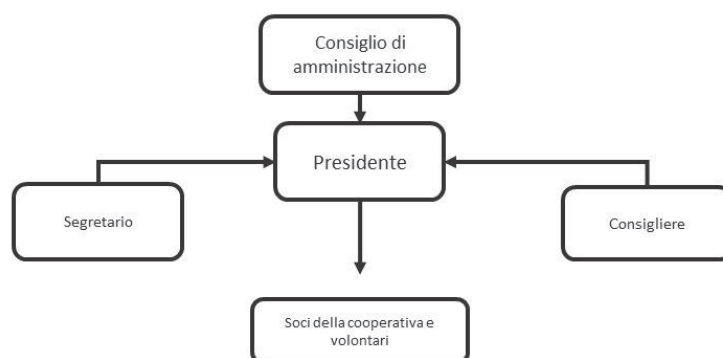 Consiglio di
amministrazione
Presidente
Segretario
Consigliere
Soci della cooperativa e
volontari